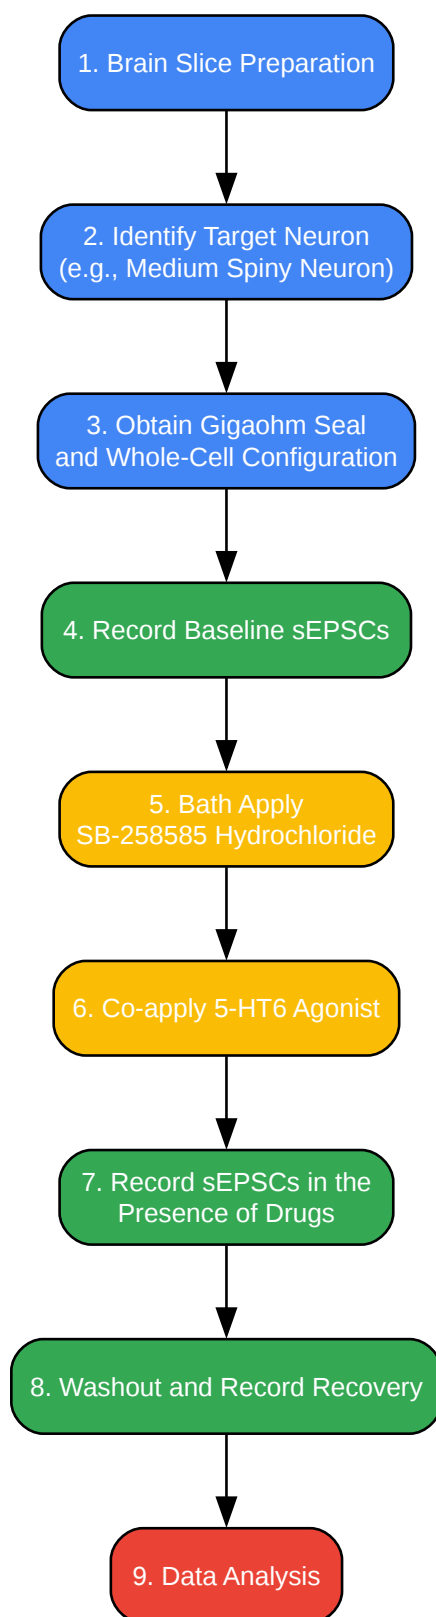 1. Brain Slice Preparation
2. Identify Target Neuron
(e.g., Medium Spiny Neuron)
3. Obtain Gigaohm Seal
and Whole-Cell Configuration
4. Record Baseline sEPSCs
5. Bath Apply
SB-258585 Hydrochloride
6. Co-apply 5-HT6 Agonist
7. Record sEPSCs in the
Presence of Drugs
8. Washout and Record Recovery
9. Data Analysis